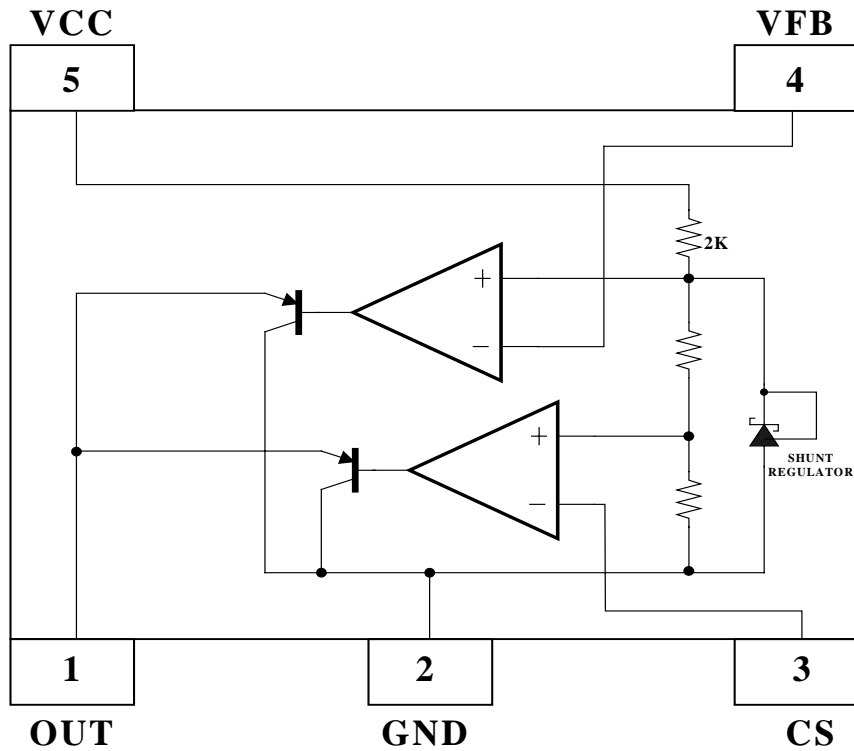 VCC VFB
5 4
2K
+
−
+
−
SHUNT
REGULATOR
1 2 3
OUT GND CS